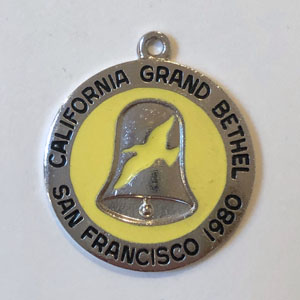 CALIFORNIA GRAND BETHEL
SAN FRANCISCO 1980